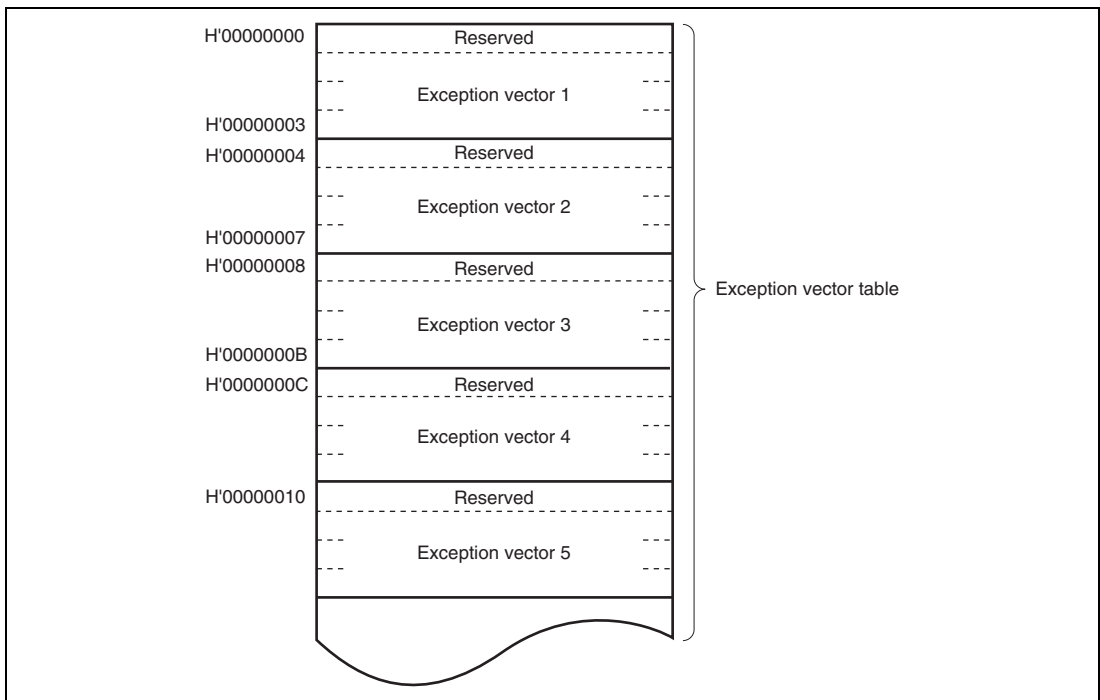 H'00000000
Reserved
Exception vector 1
H'00000003
H'00000004
Reserved
Exception vector 2
H'00000007
H'00000008
Reserved
Exception vector table
Exception vector 3
H'0000000B
H'0000000C
Reserved
Exception vector 4
H'00000010
Reserved
Exception vector 5